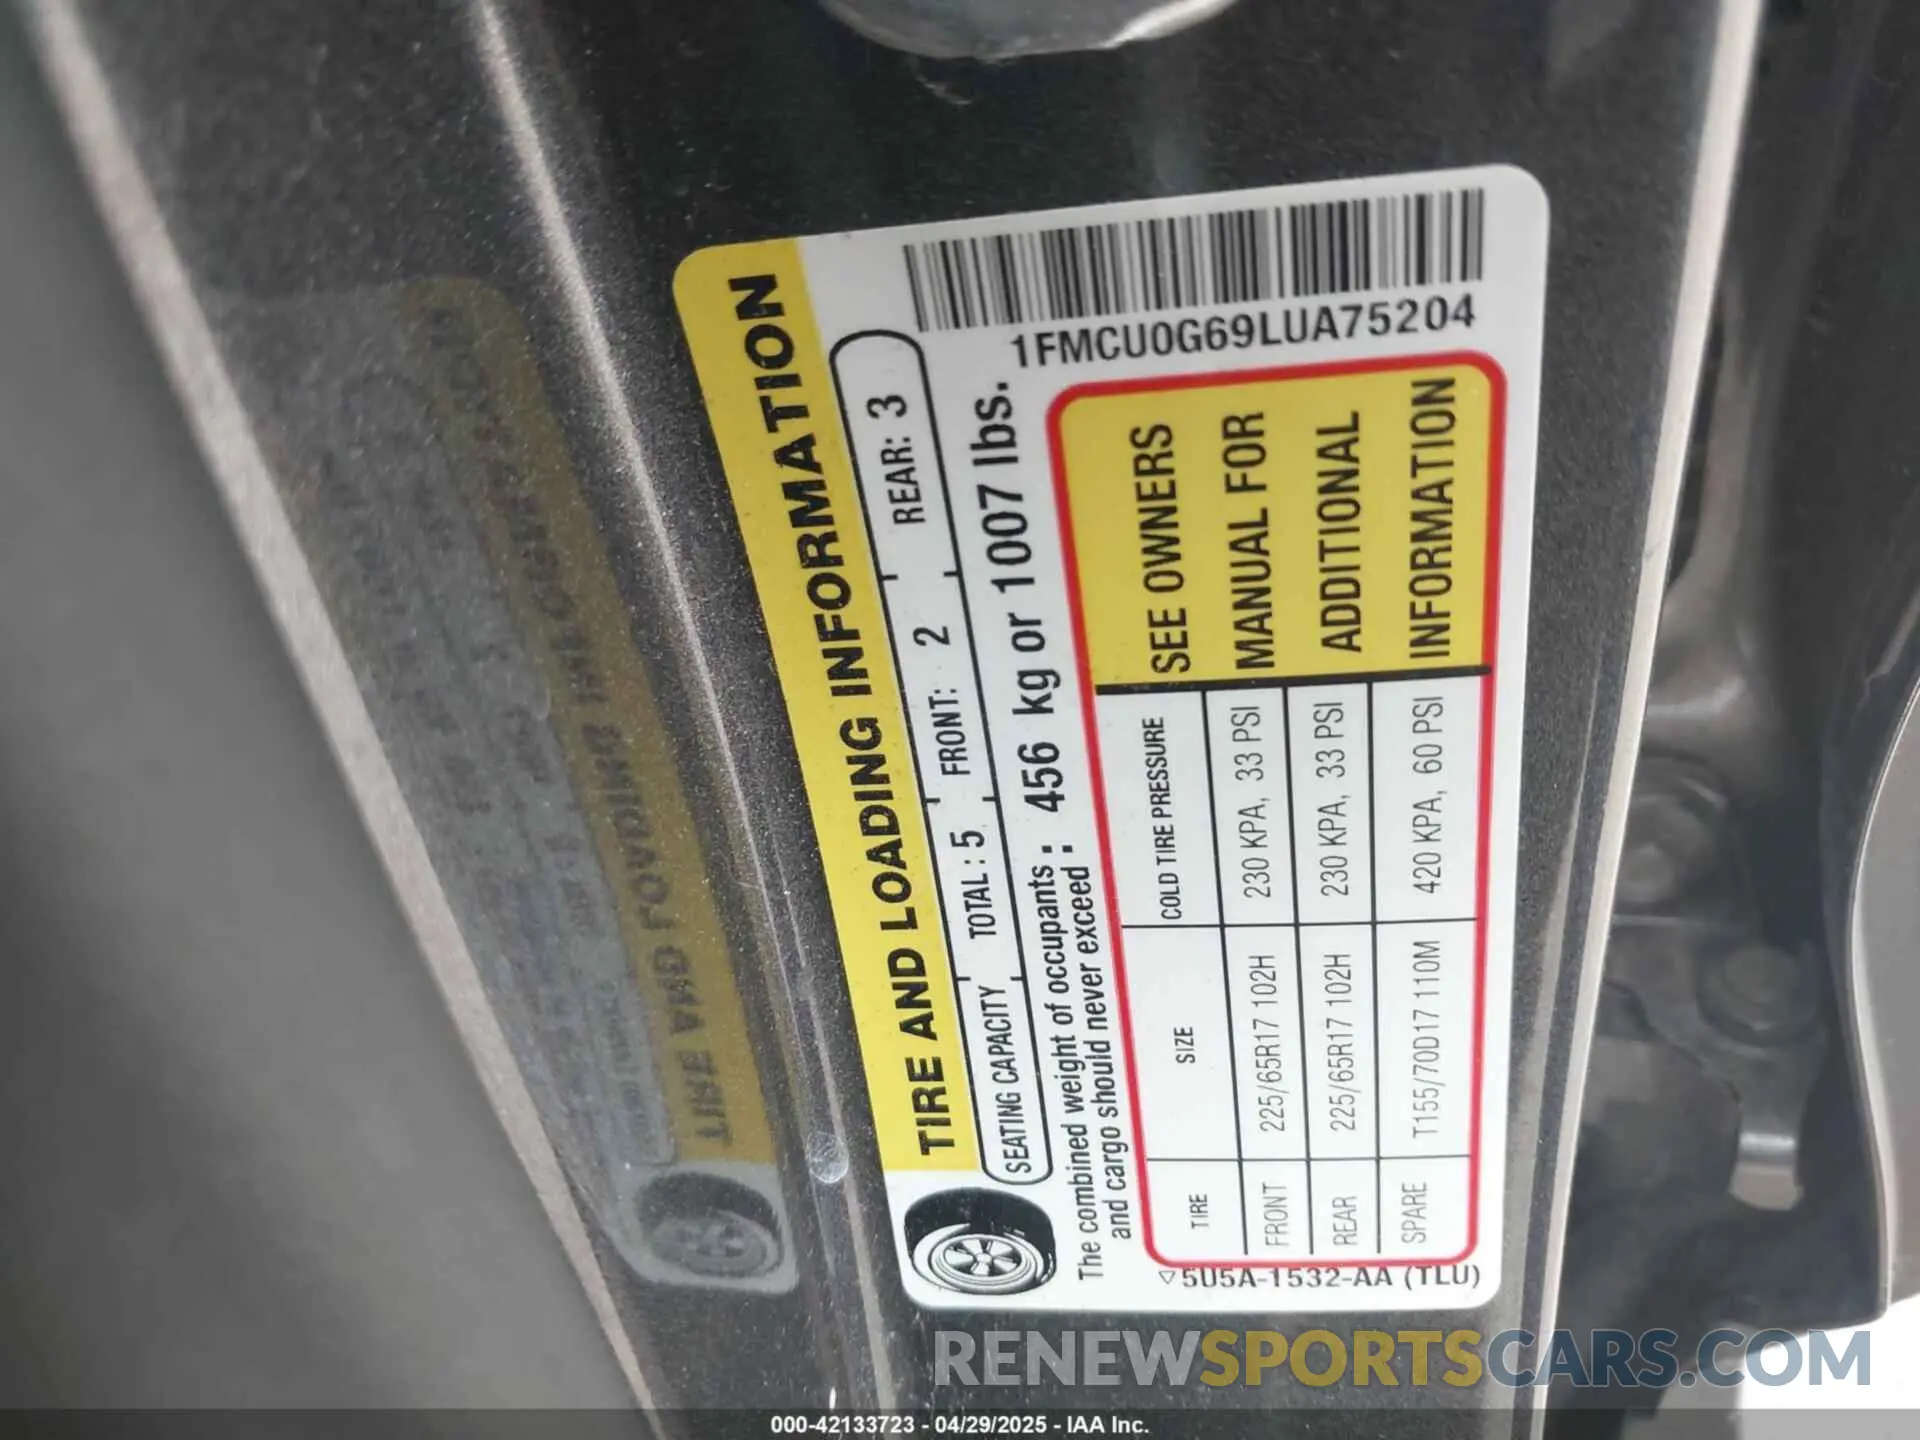 1FMCU0G69LUA75204
TIRE AND LOADING INFORMATION
SEATING CAPACITY TOTAL : 5 FRONT: 2 REAR: 3
The combined weight of occupants : 456 kg or 1007 lbs.
and cargo should never exceed :
TIRE SIZE COLD TIRE PRESSURE
FRONT 225/65R17 102H 230 KPA, 33 PSI
REAR 225/65R17 102H 230 KPA, 33 PSI
SPARE T155/70D17 110M 420 KPA, 60 PSI
SEE OWNERS
MANUAL FOR
ADDITIONAL
INFORMATION
5U5A-1532-AA (TLU)
RENEWSPORTSCARS.COM
000-42133723 - 04/29/2025 - IAA Inc.